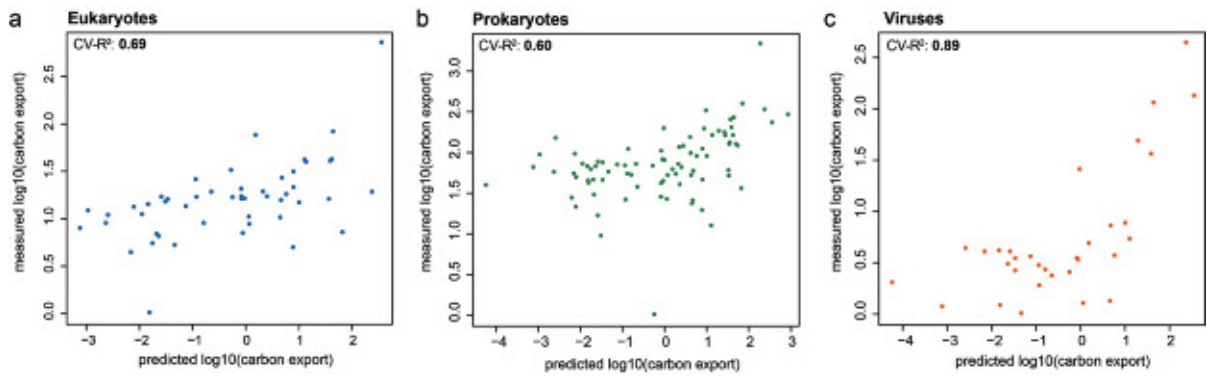 a
Eukaryotes
CV-R²: 0.69
measured log10(carbon export)
2.5
2.0
1.5
1.0
0.5
0.0
−3
−2
−1
0
1
2
predicted log10(carbon export)
b
Prokaryotes
CV-R²: 0.60
measured log10(carbon export)
3.0
2.5
2.0
1.5
1.0
0.5
0.0
−4
−3
−2
−1
0
1
2
3
predicted log10(carbon export)
c
Viruses
CV-R²: 0.89
measured log10(carbon export)
2.5
2.0
1.5
1.0
0.5
0.0
−4
−3
−2
−1
0
1
2
predicted log10(carbon export)